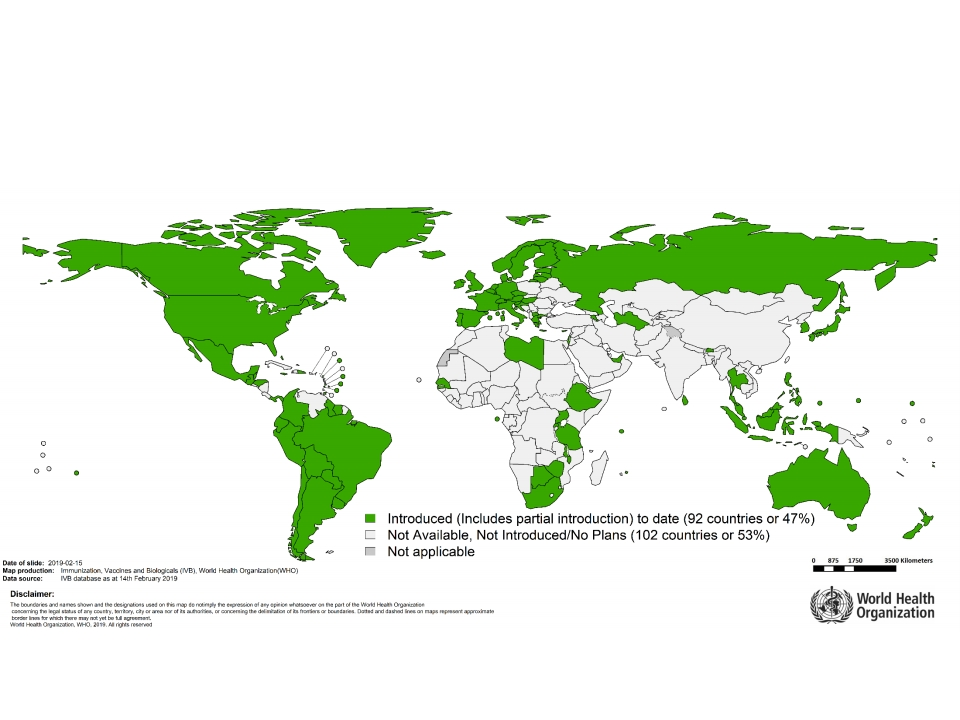 Introduced (Includes partial introduction) to date (92 countries or 47%)
Not Available, Not Introduced/No Plans (102 countries or 53%)
Not applicable
Date of slide: 2019-02-15
Map production: Immunization, Vaccines and Biologicals (IVB), World Health Organization(WHO)
Data source: IVB database as at 14th February 2019
0 875 1750 3500 Kilometers
Disclaimer:
The boundaries and names shown and the designations used on this map do notimply the expression of any opinion whatsoever on the part of the World Health Organization
concerning the legal status of any country, territory, city or area nor of its authorities, or concerning the delimitation of its frontiers or boundaries. Dotted and dashed lines on maps represent approximate
border lines for which there may not yet be full agreement.
World Health Organization, WHO, 2019. All rights reserved
World Health
Organization